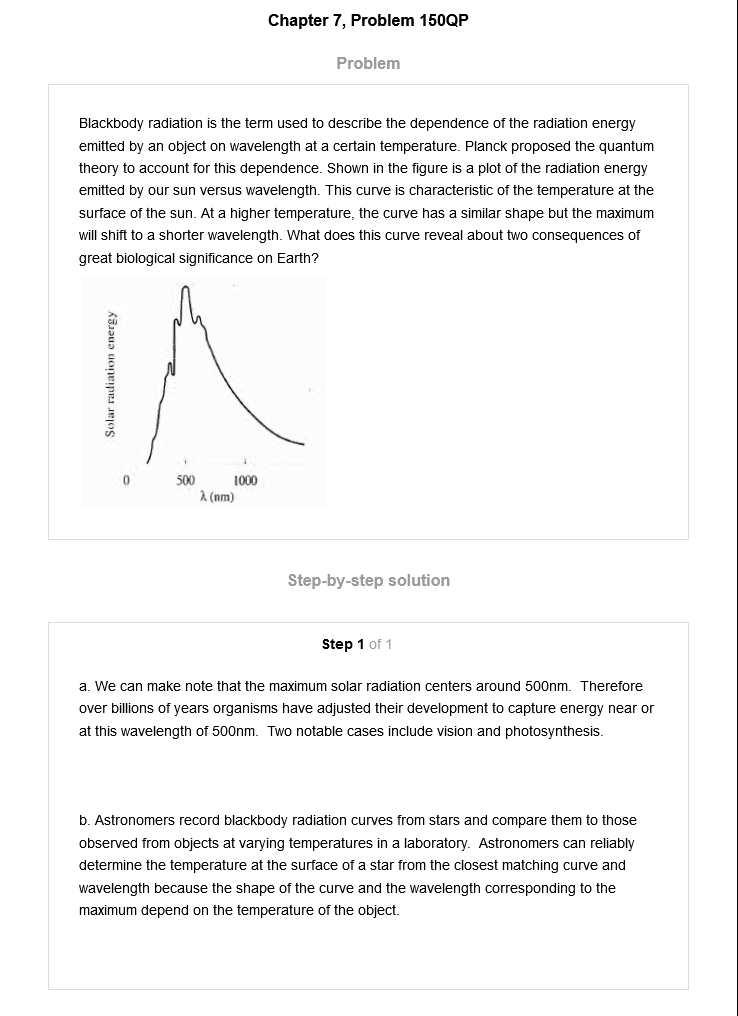 Chapter 7, Problem 150QP
Problem
Blackbody radiation is the term used to describe the dependence of the radiation energy
emitted by an object on wavelength at a certain temperature. Planck proposed the quantum
theory to account for this dependence. Shown in the figure is a plot of the radiation energy
emitted by our sun versus wavelength. This curve is characteristic of the temperature at the
surface of the sun. At a higher temperature, the curve has a similar shape but the maximum
will shift to a shorter wavelength. What does this curve reveal about two consequences of
great biological significance on Earth?
Solar radiation energy
0 500 1000
λ (nm)
Step-by-step solution
Step 1 of 1
a. We can make note that the maximum solar radiation centers around 500nm.  Therefore
over billions of years organisms have adjusted their development to capture energy near or
at this wavelength of 500nm.  Two notable cases include vision and photosynthesis.
b. Astronomers record blackbody radiation curves from stars and compare them to those
observed from objects at varying temperatures in a laboratory.  Astronomers can reliably
determine the temperature at the surface of a star from the closest matching curve and
wavelength because the shape of the curve and the wavelength corresponding to the
maximum depend on the temperature of the object.